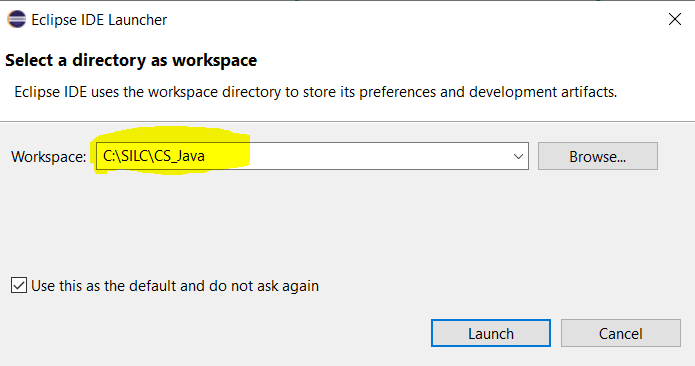 Eclipse IDE Launcher
Select a directory as workspace
Eclipse IDE uses the workspace directory to store its preferences and development artifacts.
Workspace: C:\SILC\CS_Java Browse...
Use this as the default and do not ask again
Launch Cancel